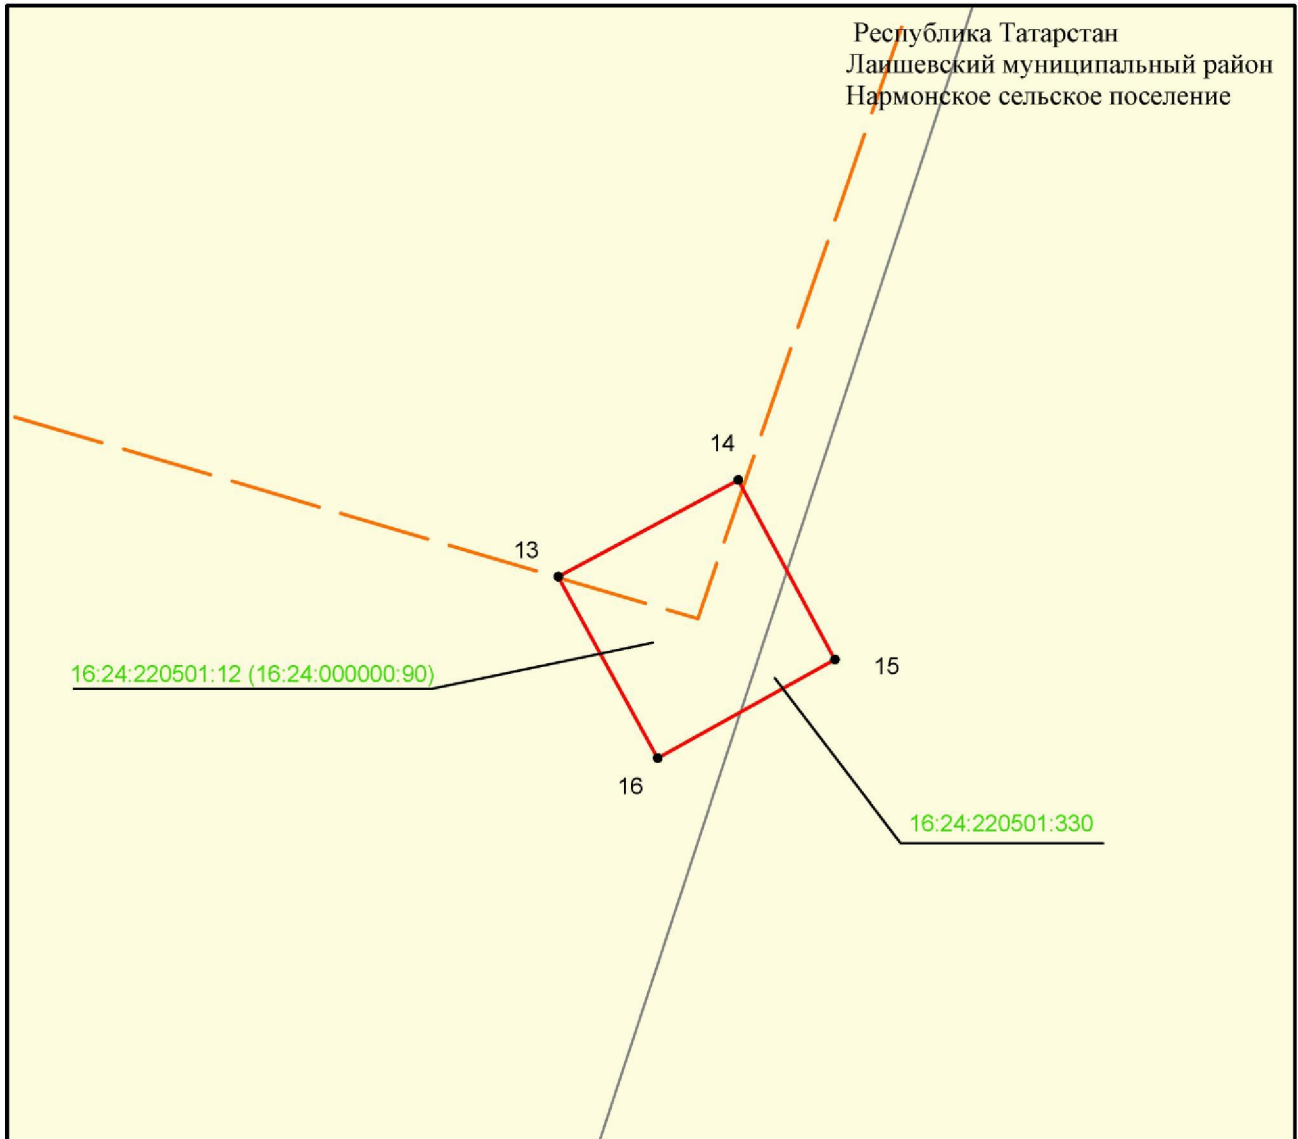 Республика Татарстан
Лаишевский муниципальный район
Нармонское сельское поселение
14
13
16:24:220501:12 (16:24:000000:90)
15
16
16:24:220501:330